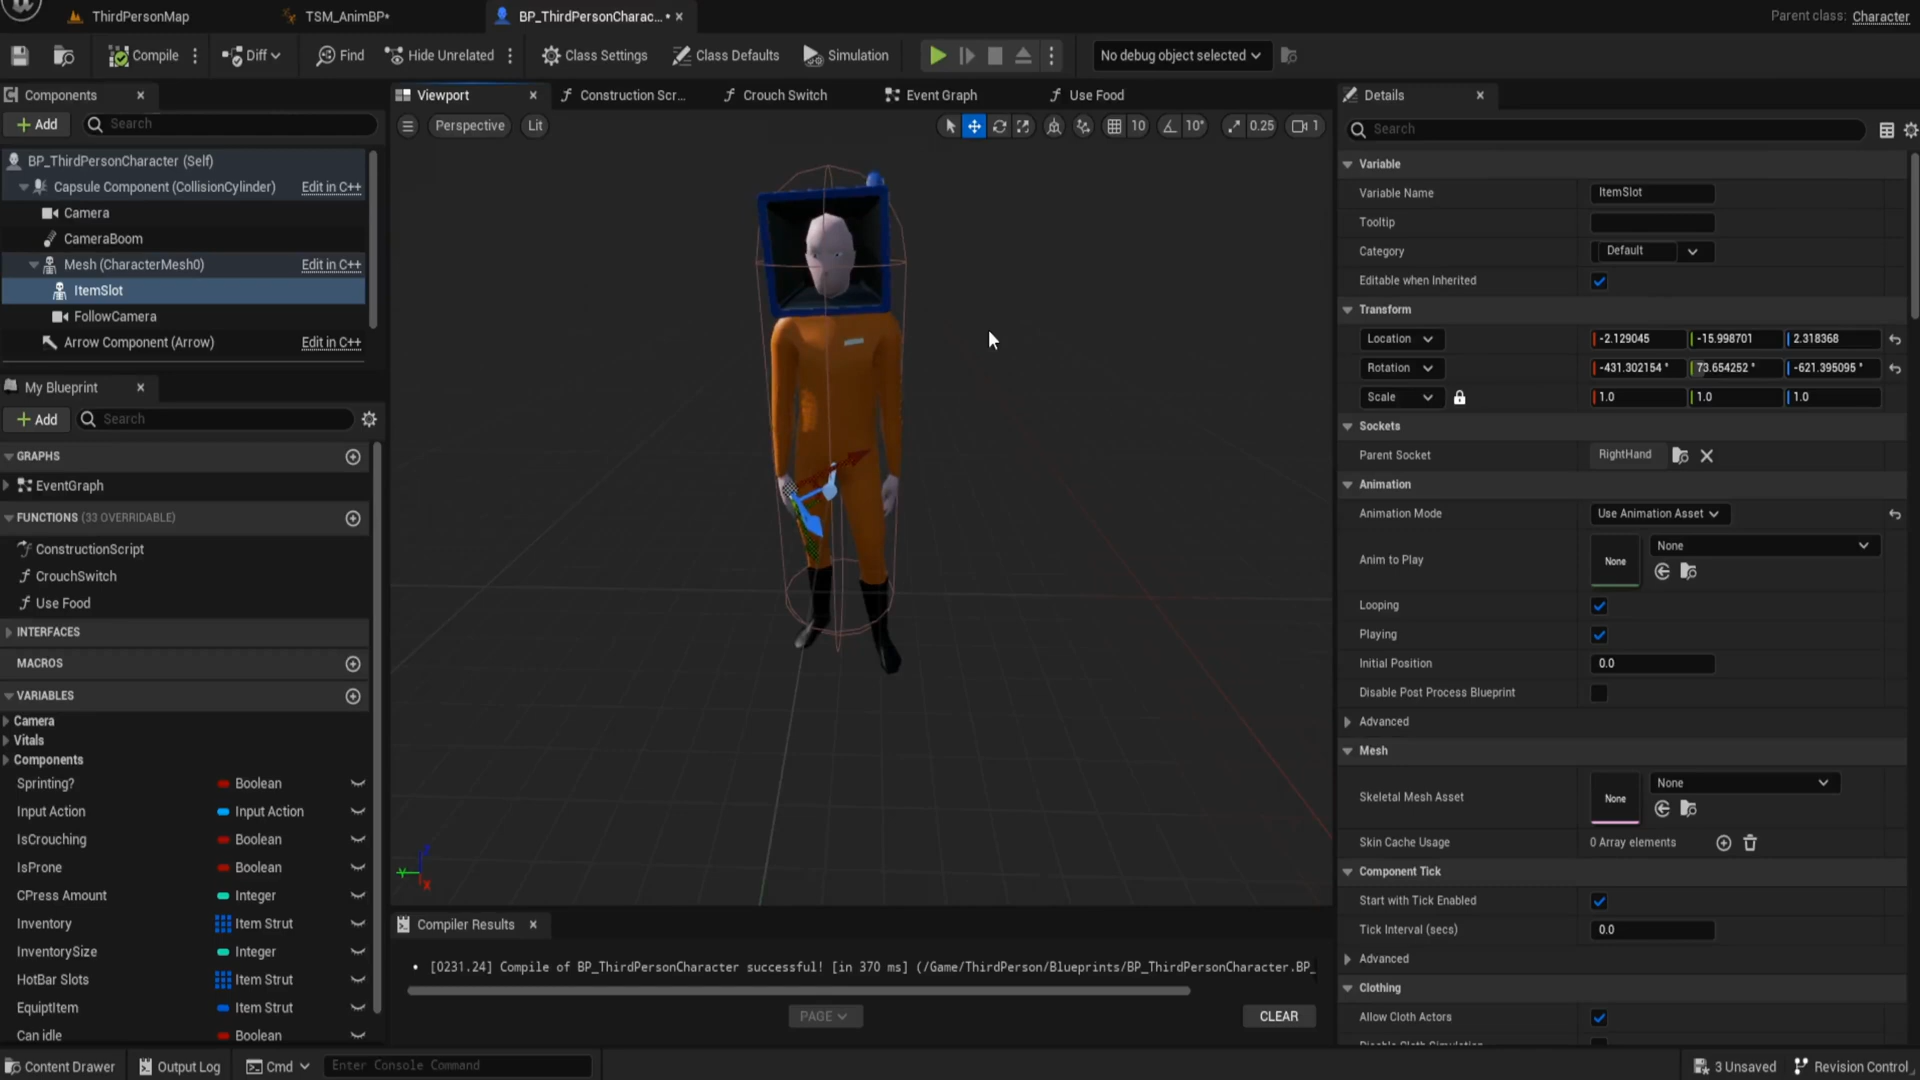 ThirdPersonMap
TSM_AnimBP*
BP_ThirdPersonCharac... *
Parent class: Character
Compile
Diff
Find
Hide Unrelated
Class Settings
Class Defaults
Simulation
No debug object selected
Components
Add
Search
BP_ThirdPersonCharacter (Self)
Capsule Component (CollisionCylinder) Edit in C++
Camera
CameraBoom
Mesh (CharacterMesh0) Edit in C++
ItemSlot
FollowCamera
Arrow Component (Arrow) Edit in C++
My Blueprint
Add
Search
GRAPHS
EventGraph
FUNCTIONS (33 OVERRIDABLE)
ConstructionScript
CrouchSwitch
Use Food
INTERFACES
MACROS
VARIABLES
Camera
Vitals
Components
Sprinting? Boolean
Input Action Input Action
IsCrouching Boolean
IsProne Boolean
CPress Amount Integer
Inventory Item Strut
InventorySize Integer
HotBar Slots Item Strut
EquiptItem Item Strut
Can idle Boolean
Viewport
Construction Scr...
Crouch Switch
Event Graph
Use Food
Perspective
Lit
10
10°
0.25
1
Z
Y
X
Compiler Results
[0231.24] Compile of BP_ThirdPersonCharacter successful! [in 370 ms] (/Game/ThirdPerson/Blueprints/BP_ThirdPersonCharacter.BP_
PAGE
CLEAR
Details
Search
Variable
Variable Name ItemSlot
Tooltip
Category Default
Editable when Inherited
Transform
Location -2.129045 -15.998701 2.318368
Rotation -431.302154 ° 73.654252 ° -621.395095 °
Scale 1.0 1.0 1.0
Sockets
Parent Socket RightHand
Animation
Animation Mode Use Animation Asset
Anim to Play None None
Looping
Playing
Initial Position 0.0
Disable Post Process Blueprint
Advanced
Mesh
Skeletal Mesh Asset None None
Skin Cache Usage 0 Array elements
Component Tick
Start with Tick Enabled
Tick Interval (secs) 0.0
Advanced
Clothing
Allow Cloth Actors
Disable Cloth Simulation
Content Drawer
Output Log
Cmd
Enter Console Command
3 Unsaved
Revision Control